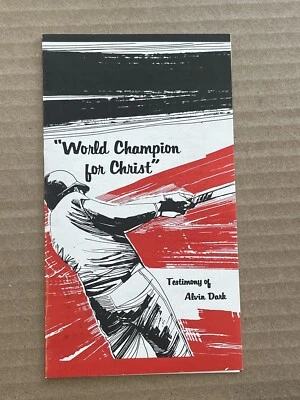 "World Champion
for Christ"
Testimony of
Alvin Dark